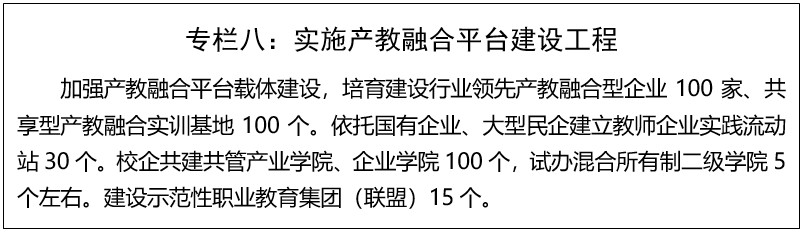 专栏八：实施产教融合平台建设工程
加强产教融合平台载体建设，培育建设行业领先产教融合型企业 100 家、共
享型产教融合实训基地 100 个。依托国有企业、大型民企建立教师企业实践流动
站 30 个。校企共建共管产业学院、企业学院 100 个，试办混合所有制二级学院 5
个左右。建设示范性职业教育集团（联盟）15 个。